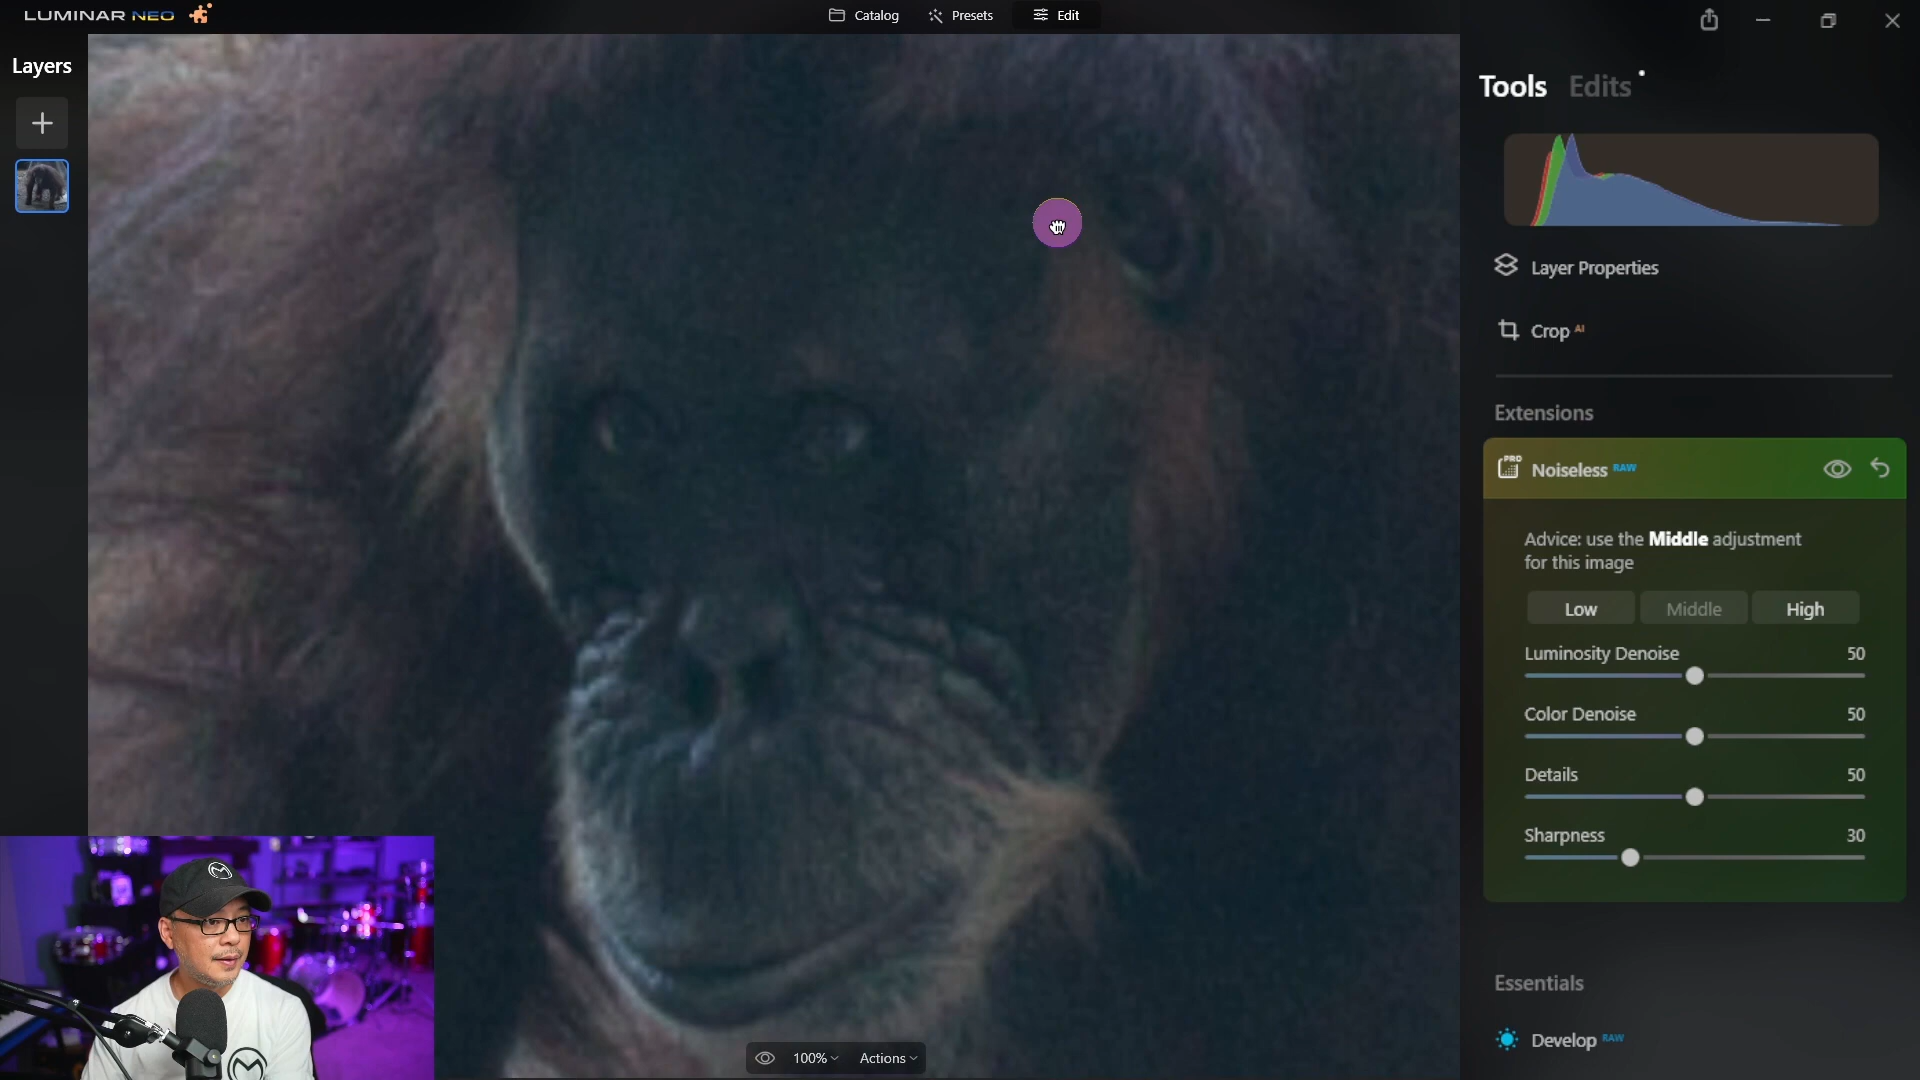 LUMINAR NEO
Catalog
Presets
Edit
Layers
Tools
Edits
Layer Properties
Crop AI
Extensions
PRO
Noiseless RAW
Advice: use the Middle adjustment
for this image
Low
Middle
High
Luminosity Denoise 50
Color Denoise 50
Details 50
Sharpness 30
Essentials
Develop RAW
100%
Actions